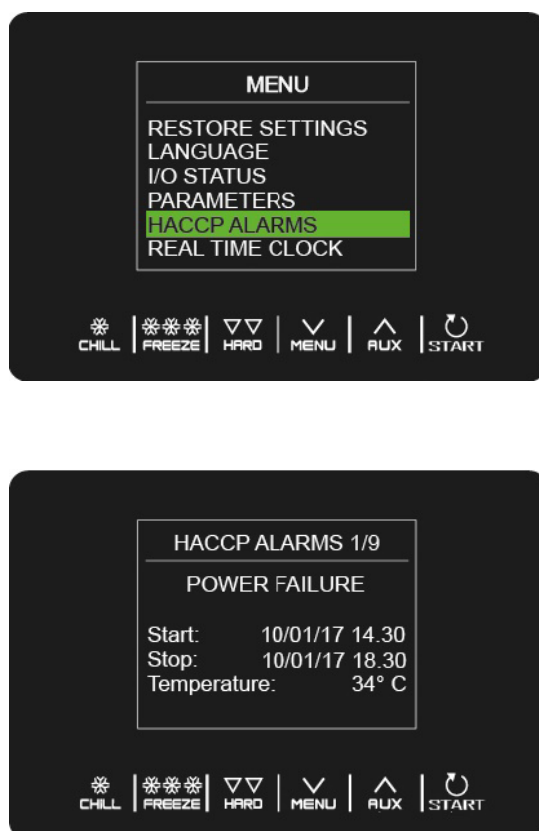 MENU
RESTORE SETTINGS
LANGUAGE
I/O STATUS
PARAMETERS
HACCP ALARMS
REAL TIME CLOCK
CHILL FREEZE HARD MENU AUX START
HACCP ALARMS 1/9
POWER FAILURE
Start: 10/01/17 14.30
Stop: 10/01/17 18.30
Temperature: 34° C
CHILL FREEZE HARD MENU AUX START